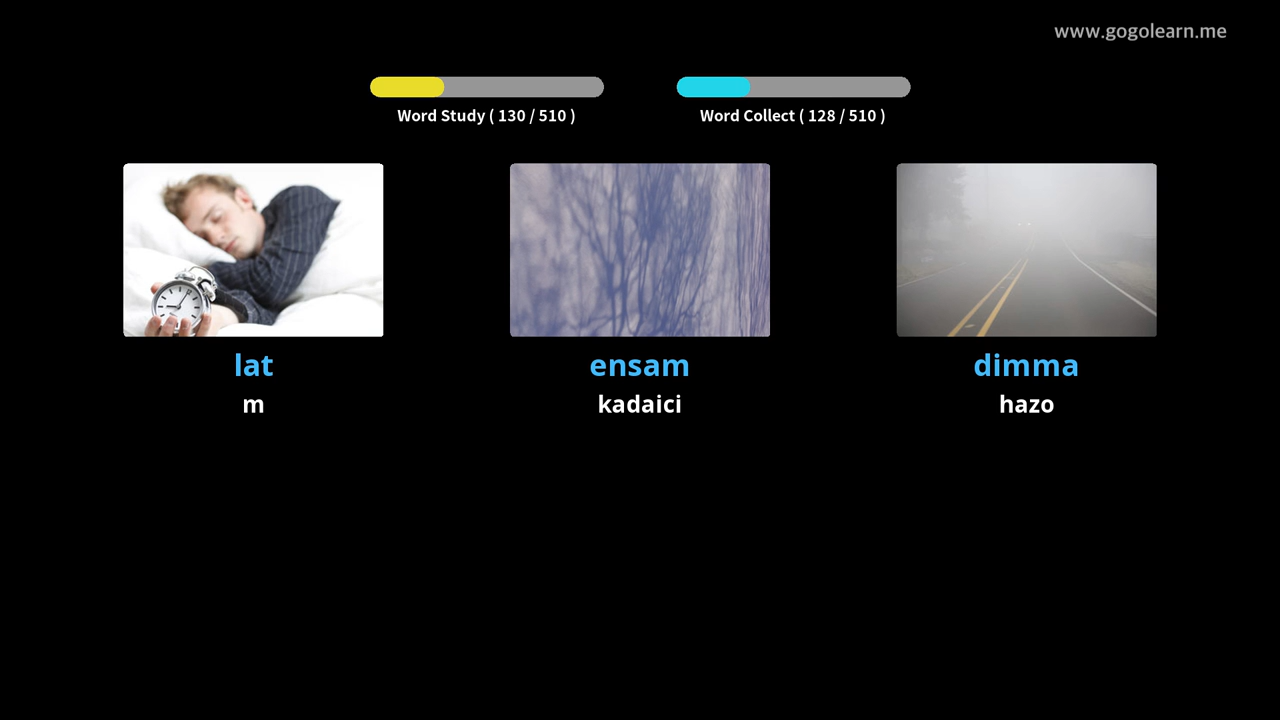 www.gogolearn.me
Word Study ( 130 / 510 )
Word Collect ( 128 / 510 )
lat
ensam
dimma
m
kadaici
hazo